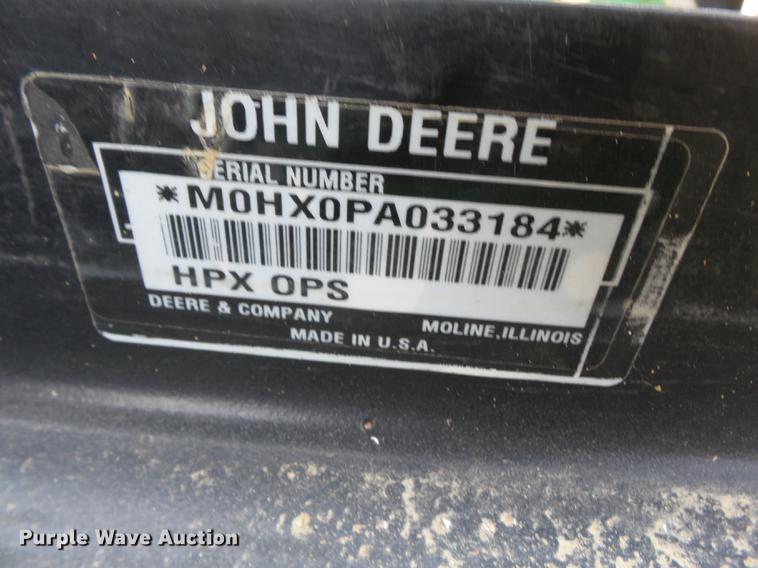 JOHN DEERE
SERIAL NUMBER
*M0HX0PA033184*
HPX OPS
DEERE & COMPANY MOLINE, ILLINOIS
MADE IN U.S.A.
Purple Wave Auction